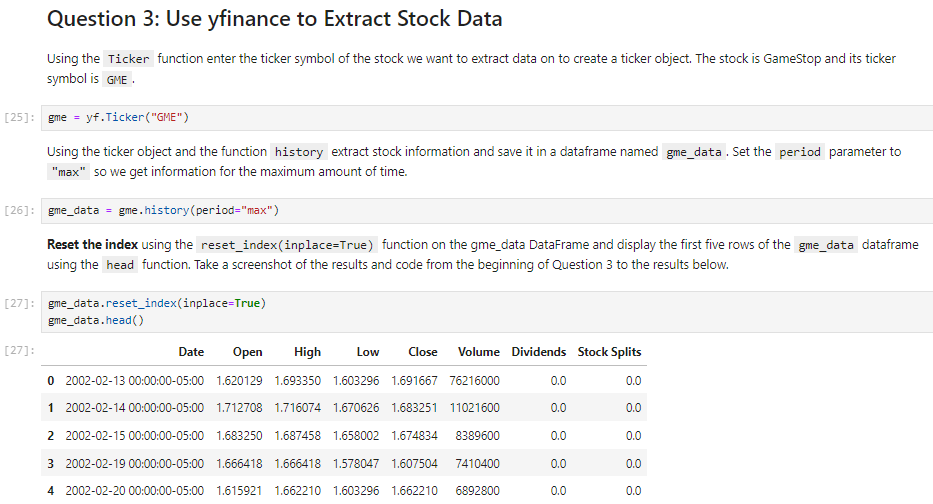 Question 3: Use yfinance to Extract Stock Data
Using the Ticker function enter the ticker symbol of the stock we want to extract data on to create a ticker object. The stock is GameStop and its ticker
symbol is GME .
[25]: gme = yf.Ticker("GME")
Using the ticker object and the function history extract stock information and save it in a dataframe named gme_data . Set the period parameter to
"max" so we get information for the maximum amount of time.
[26]: gme_data = gme.history(period="max")
Reset the index using the reset_index(inplace=True) function on the gme_data DataFrame and display the first five rows of the gme_data dataframe
using the head function. Take a screenshot of the results and code from the beginning of Question 3 to the results below.
[27]: gme_data.reset_index(inplace=True)
gme_data.head()
[27]: Date Open High Low Close Volume Dividends Stock Splits
0 2002-02-13 00:00:00-05:00 1.620129 1.693350 1.603296 1.691667 76216000 0.0 0.0
1 2002-02-14 00:00:00-05:00 1.712708 1.716074 1.670626 1.683251 11021600 0.0 0.0
2 2002-02-15 00:00:00-05:00 1.683250 1.687458 1.658002 1.674834 8389600 0.0 0.0
3 2002-02-19 00:00:00-05:00 1.666418 1.666418 1.578047 1.607504 7410400 0.0 0.0
4 2002-02-20 00:00:00-05:00 1.615921 1.662210 1.603296 1.662210 6892800 0.0 0.0